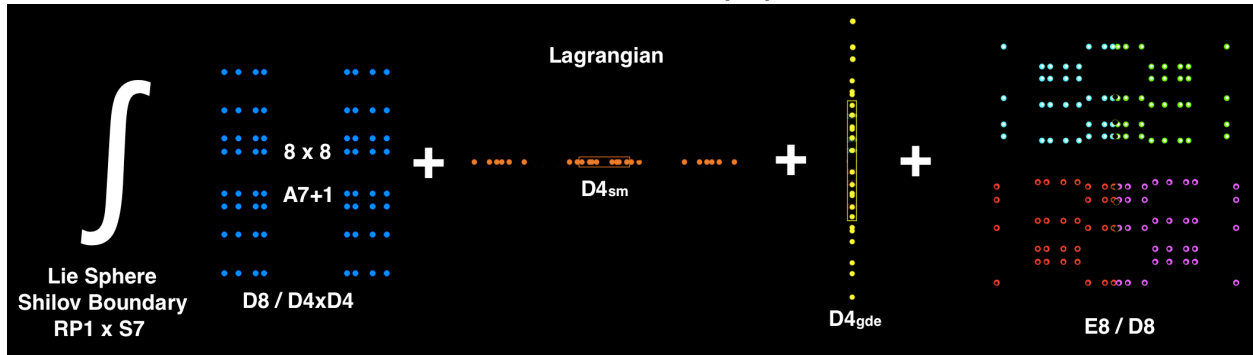 Lagrangian
∫
8 x 8
A7+1
+
+
+
Lie Sphere
Shilov Boundary
RP1 x S7
D8 / D4xD4
D4sm
D4gde
E8 / D8